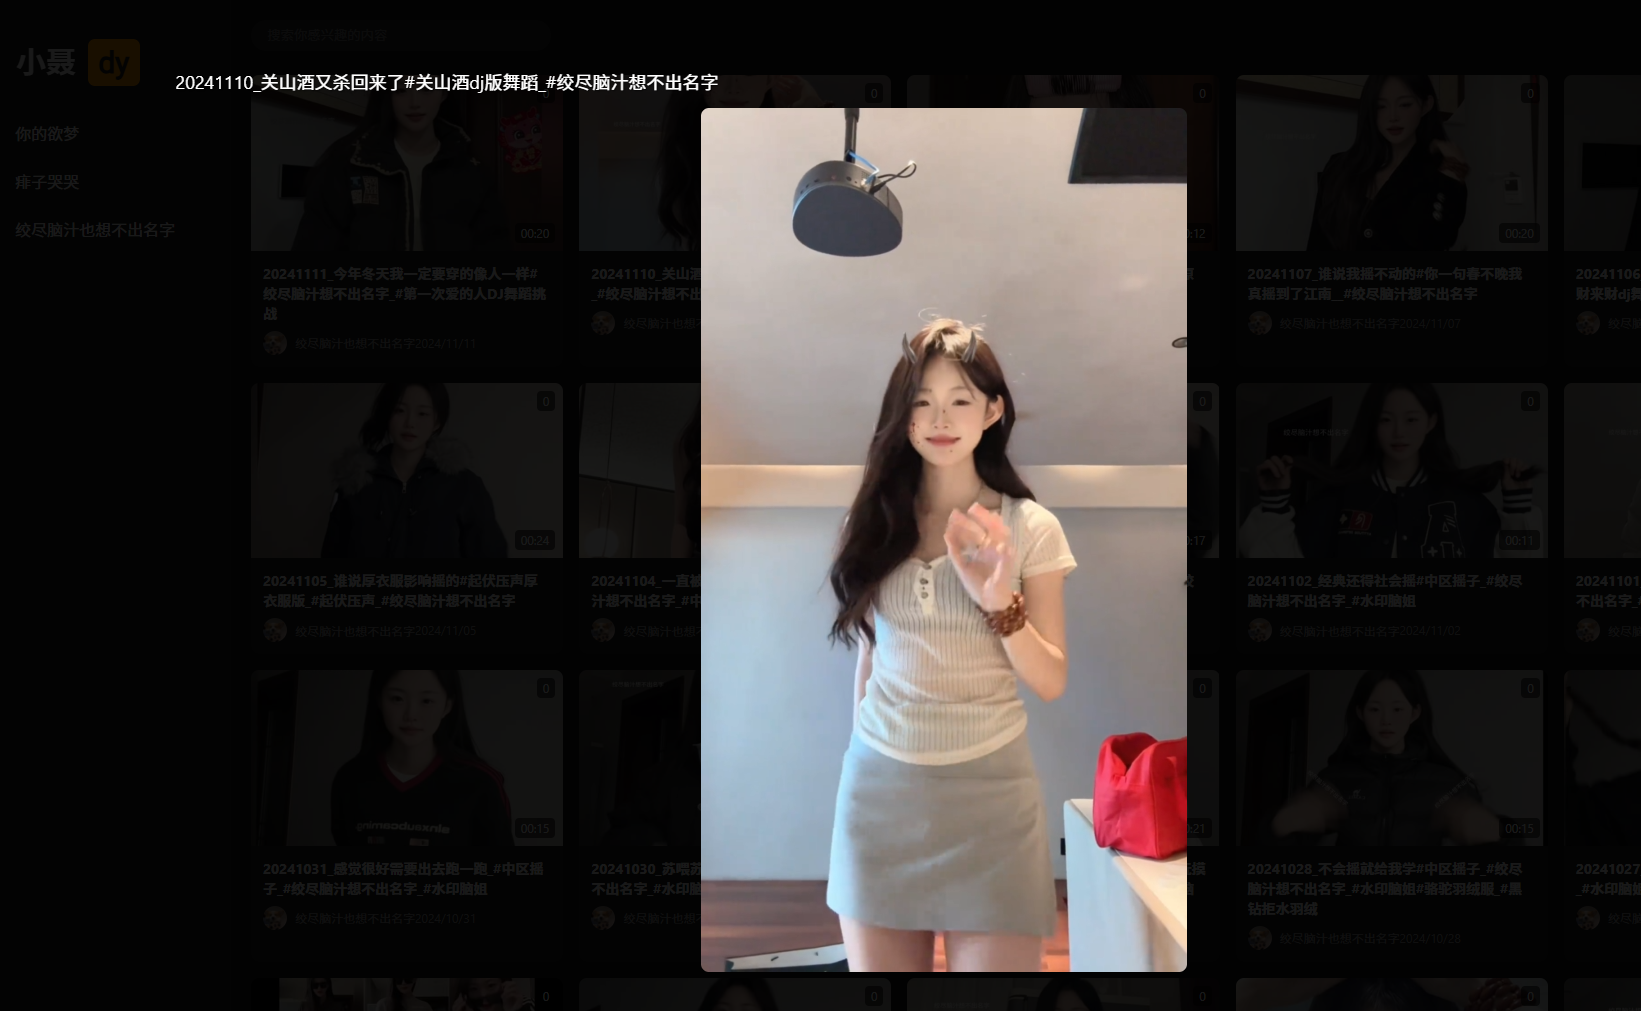 搜索你感兴趣的内容
小聂 dy
20241110_关山酒又杀回来了#关山酒dj版舞蹈_#绞尽脑汁想不出名字
你的欲梦
痱子哭哭
绞尽脑汁也想不出名字
0
0
0
00:20
:12
00:20
20241111_今年冬天我一定要穿的像人一样#
绞尽脑汁想不出名字_#第一次爱的人DJ舞蹈挑
战
绞尽脑汁也想不出名字2024/11/11
20241110_关山酒
_#绞尽脑汁想不出
绞尽脑汁也想不
20241107_谁说我摇不动的#你一句春不晚我
真摇到了江南__#绞尽脑汁想不出名字
绞尽脑汁也想不出名字2024/11/07
20241106
财来财dj舞
绞尽脑
0
0
0
00:24
:17
00:11
20241105_谁说厚衣服影响摇的#起伏压声厚
衣服版_#起伏压声_#绞尽脑汁想不出名字
绞尽脑汁也想不出名字2024/11/05
20241104_一直被
汁想不出名字_#中
绞尽脑汁也想不
20241102_经典还得社会摇#中区摇子_#绞尽
脑汁想不出名字_#水印脑姐
绞尽脑汁也想不出名字2024/11/02
20241101
不出名字_
绞尽脑
0
0
0
00:15
:21
00:15
20241031_感觉很好需要出去跑一跑_#中区摇
子_#绞尽脑汁想不出名字_#水印脑姐
绞尽脑汁也想不出名字2024/10/31
20241030_苏喂苏
不出名字_#水印脑
绞尽脑汁也想不
20241028_不会摇就给我学#中区摇子_#绞尽
脑汁想不出名字_#水印脑姐#骆驼羽绒服_#黑
钻拒水羽绒
绞尽脑汁也想不出名字2024/10/28
20241027
_#水印脑姐
绞尽脑
0
0
0
0